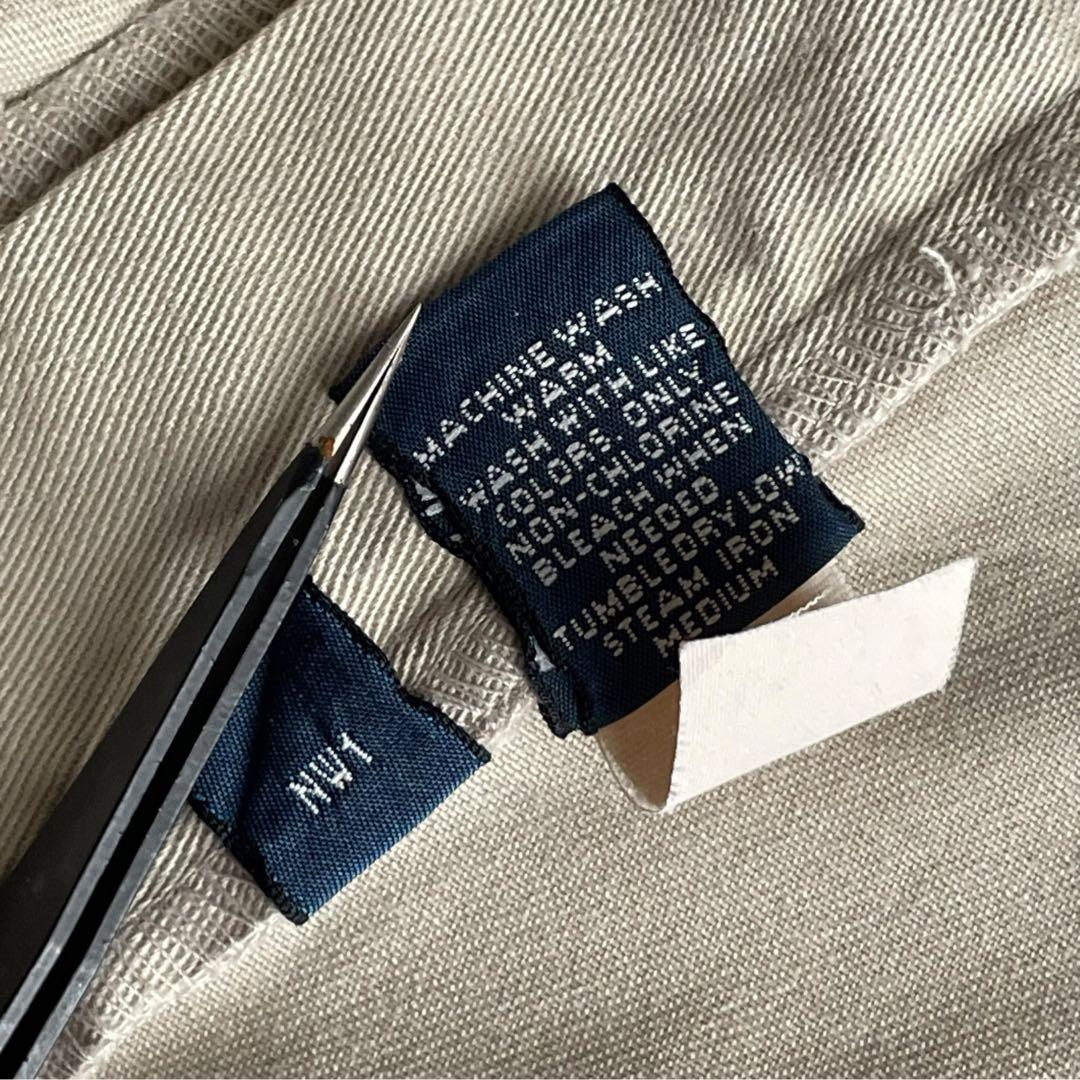 MACHINE WASH
WARM
WASH WITH LIKE
COLORS. ONLY
NON-CHLORINE
BLEACH WHEN
NEEDED
TUMBLE DRY LOW
STEAM IRON
MEDIUM
NW1